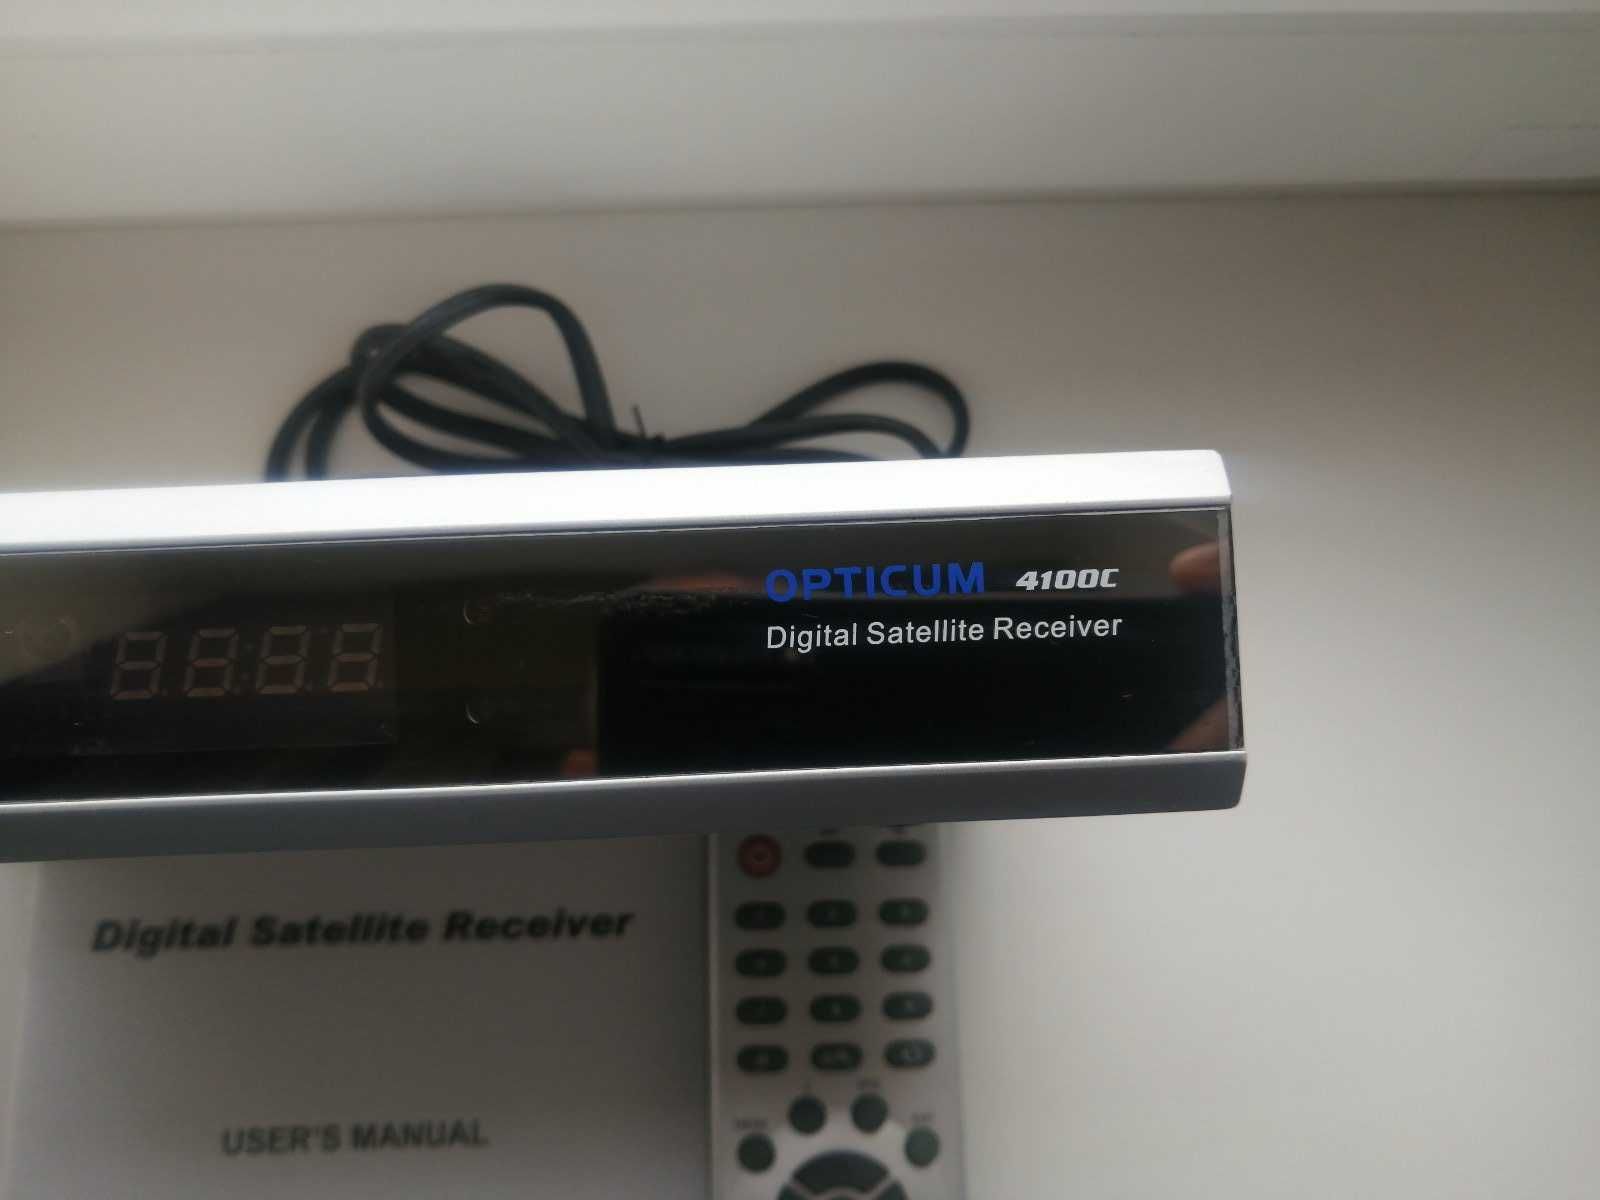 OPTICUM 4100C
Digital Satellite Receiver
Digital Satellite Receiver
USER'S MANUAL